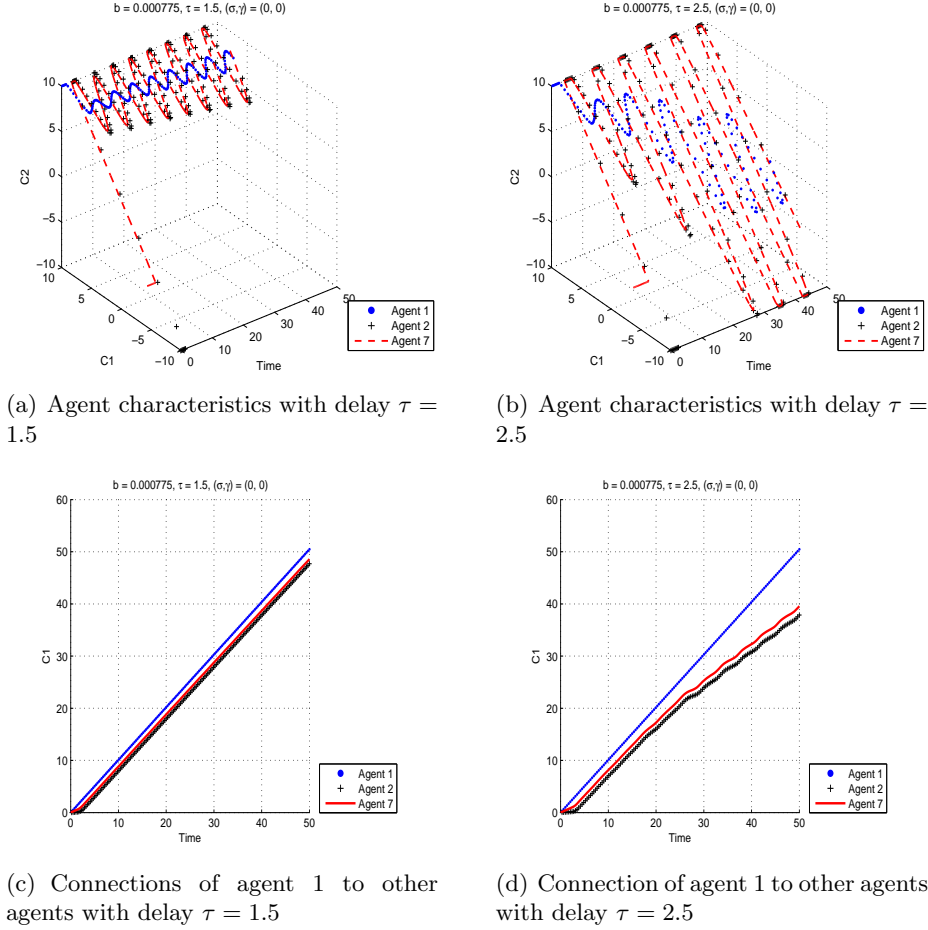 b = 0.000775, τ = 1.5, (σ,γ) = (0, 0)
10
5
0
−5
−10
C2
5
0
−5
−10
C1
0
10
20
30
40
50
Time
Agent 1
Agent 2
Agent 7
(a) Agent characteristics with delay τ =
1.5
b = 0.000775, τ = 2.5, (σ,γ) = (0, 0)
10
5
0
−5
−10
C2
10
5
0
−5
−10
C1
0
10
20
30
40
50
Time
Agent 1
Agent 2
Agent 7
(b) Agent characteristics with delay τ =
2.5
b = 0.000775, τ = 1.5, (σ,γ) = (0, 0)
60
50
40
30
20
10
0
C1
0
10
20
30
40
50
Time
Agent 1
Agent 2
Agent 7
(c) Connections of agent 1 to other
agents with delay τ = 1.5
b = 0.000775, τ = 2.5, (σ,γ) = (0, 0)
60
50
40
30
20
10
0
C1
0
10
20
30
40
50
Time
Agent 1
Agent 2
Agent 7
(d) Connection of agent 1 to other agents
with delay τ = 2.5